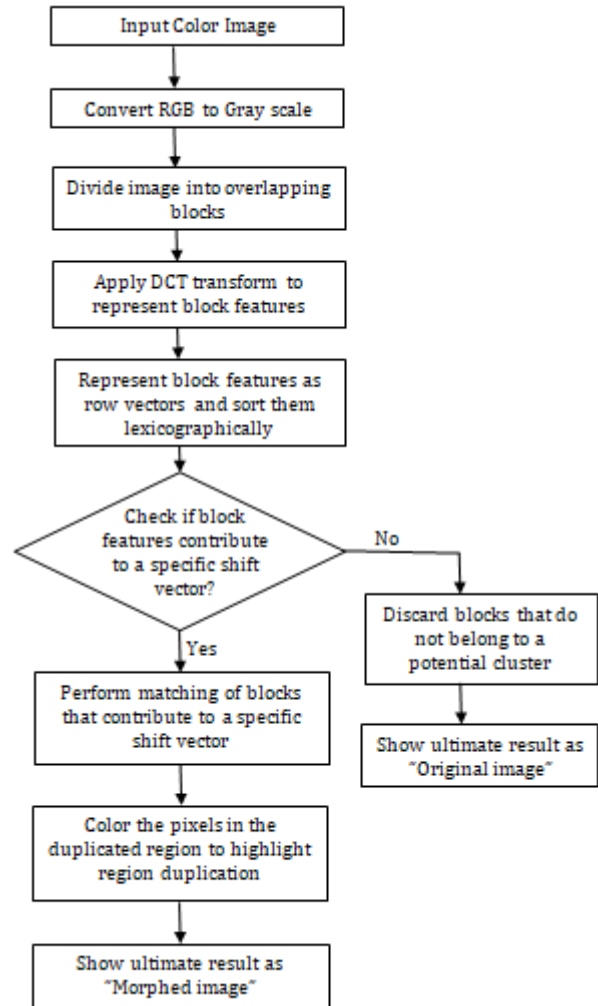 Input Color Image
Convert RGB to Gray scale
Divide image into overlapping
blocks
Apply DCT transform to
represent block features
Represent block features as
row vectors and sort them
lexicographically
Check if block
features contribute
to a specific shift
vector?
No
Discard blocks that do
not belong to a
potential cluster
Show ultimate result as
“Original image”
Yes
Perform matching of blocks
that contribute to a specific
shift vector
Color the pixels in the
duplicated region to highlight
region duplication
Show ultimate result as
“Morphed image”